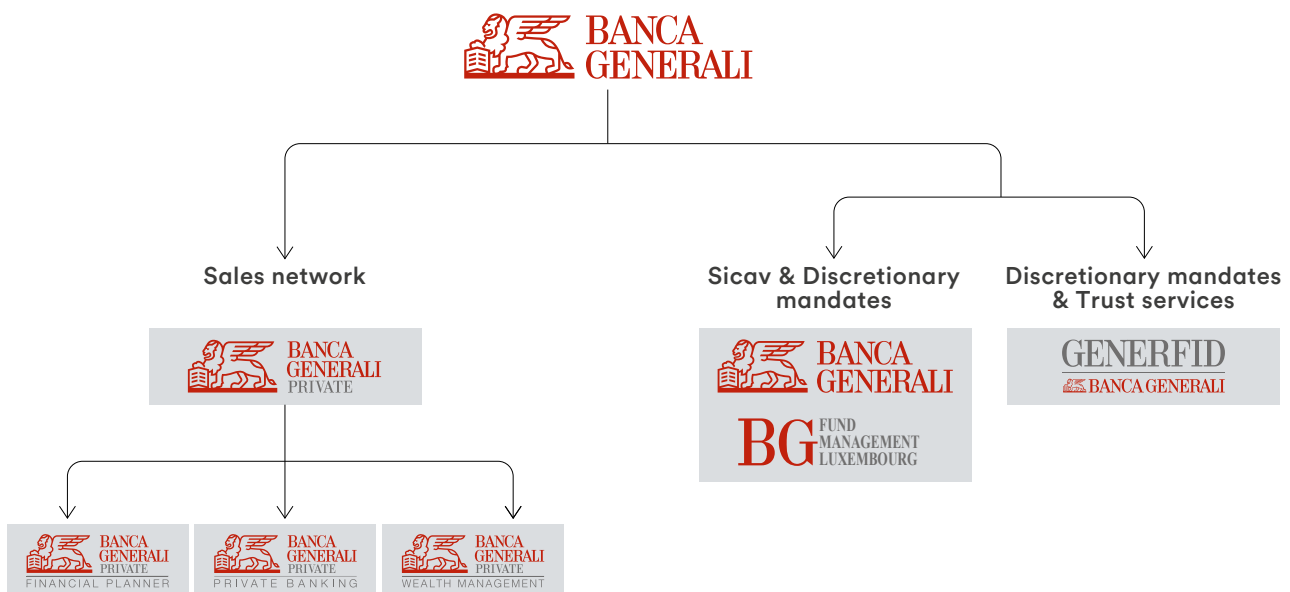 BANCA
GENERALI
Sales network
BANCA
GENERALI
PRIVATE
BANCA
GENERALI
PRIVATE
FINANCIAL PLANNER
BANCA
GENERALI
PRIVATE
PRIVATE BANKING
BANCA
GENERALI
PRIVATE
WEALTH MANAGEMENT
Sicav & Discretionary
mandates
BANCA
GENERALI
BG FUND
MANAGEMENT
LUXEMBOURG
Discretionary mandates
& Trust services
GENERFID
BANCA GENERALI